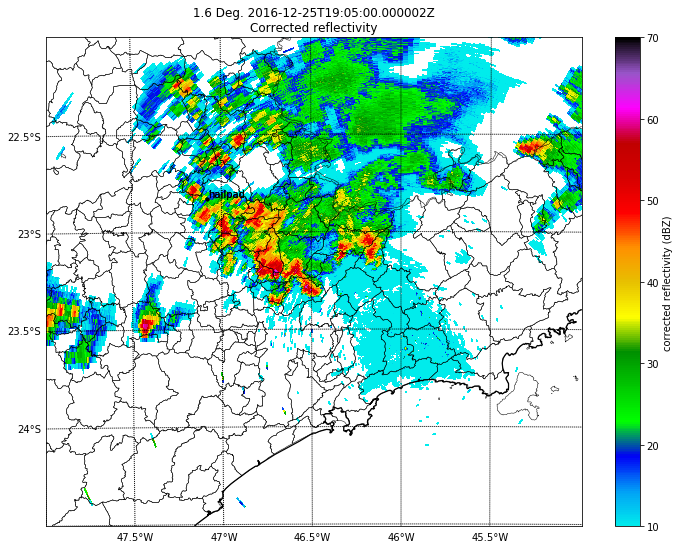 1.6 Deg. 2016-12-25T19:05:00.000002Z
Corrected reflectivity
22.5°S
23°S
23.5°S
24°S
47.5°W
47°W
46.5°W
46°W
45.5°W
hailpad
70
60
50
40
30
20
10
corrected reflectivity (dBZ)